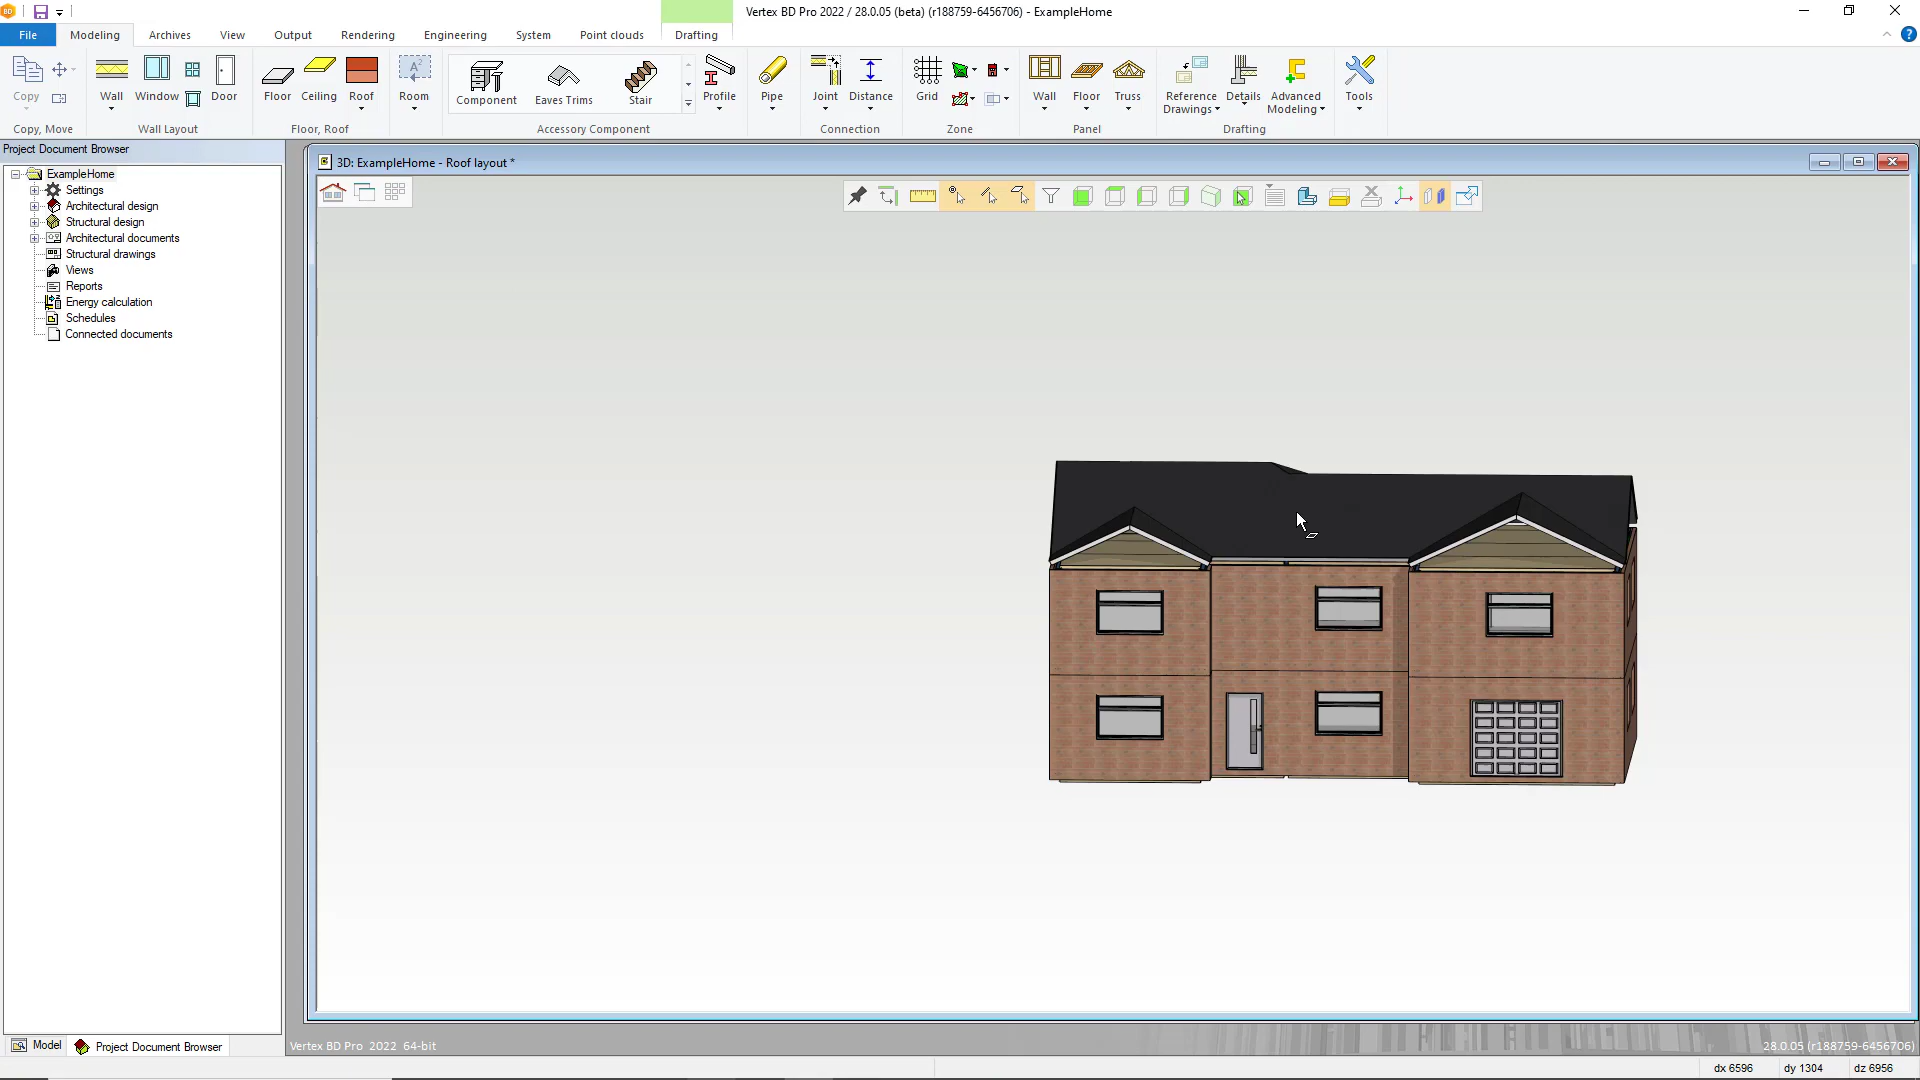 BD
Vertex BD Pro 2022 / 28.0.05 (beta) (r188759-6456706) - ExampleHome
File
Modeling
Archives
View
Output
Rendering
Engineering
System
Point clouds
Drafting
Copy
Wall
Window
Door
Floor
Ceiling
Roof
Room
Component
Eaves Trims
Stair
Profile
Pipe
Joint
Distance
Grid
Wall
Floor
Truss
Reference
Drawings
Details
Advanced
Modeling
Tools
Copy, Move
Wall Layout
Floor, Roof
Accessory Component
Connection
Zone
Panel
Drafting
Project Document Browser
3D: ExampleHome - Roof layout *
ExampleHome
Settings
Architectural design
Structural design
Architectural documents
Structural drawings
Views
Reports
Energy calculation
Schedules
Connected documents
Model
Project Document Browser
Vertex BD Pro 2022 64-bit
28.0.05 (r188759-6456706)
dx 6596
dy 1304
dz 6956